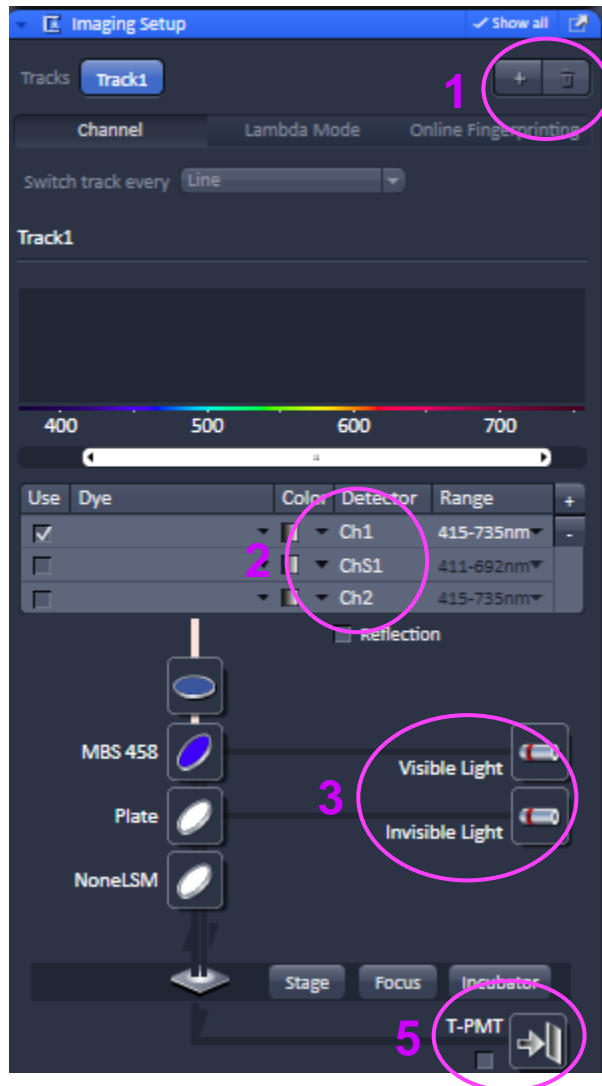 Imaging Setup Show all
Tracks Track1 1 +
Channel Lambda Mode Online Fingerprinting
Switch track every Line
Track1
400 500 600 700
Use Dye Color Detector Range +
Ch1 415-735nm -
2 ChS1 411-692nm
Ch2 415-735nm
Reflection
MBS 458
Visible Light
3
Plate
Invisible Light
NoneLSM
Stage Focus Incubator
T-PMT
5